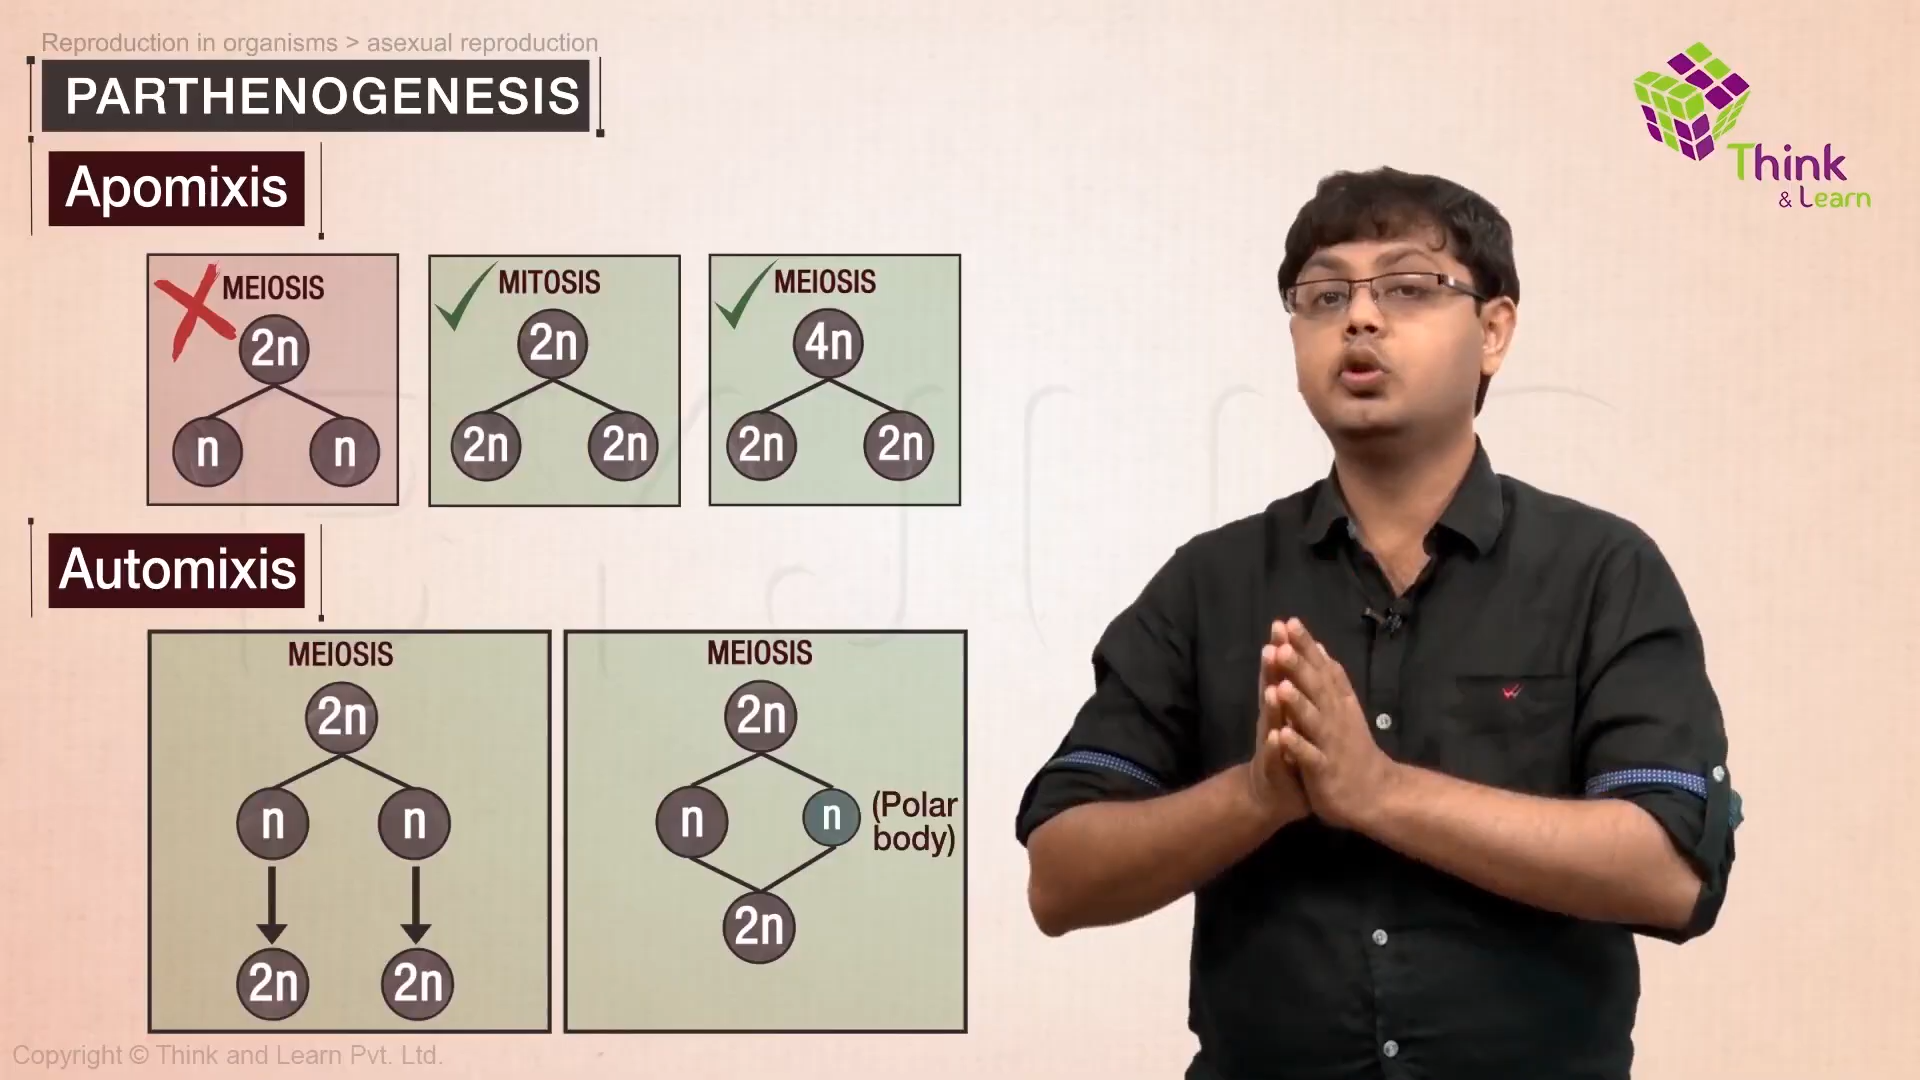 Reproduction in organisms > asexual reproduction
PARTHENOGENESIS
Think
& Learn
Apomixis
MEIOSIS
2n
n n
MITOSIS
2n
2n 2n
MEIOSIS
4n
2n 2n
Automixis
MEIOSIS
2n
n n
2n 2n
MEIOSIS
2n
n n (Polar
body)
2n
Copyright © Think and Learn Pvt. Ltd.